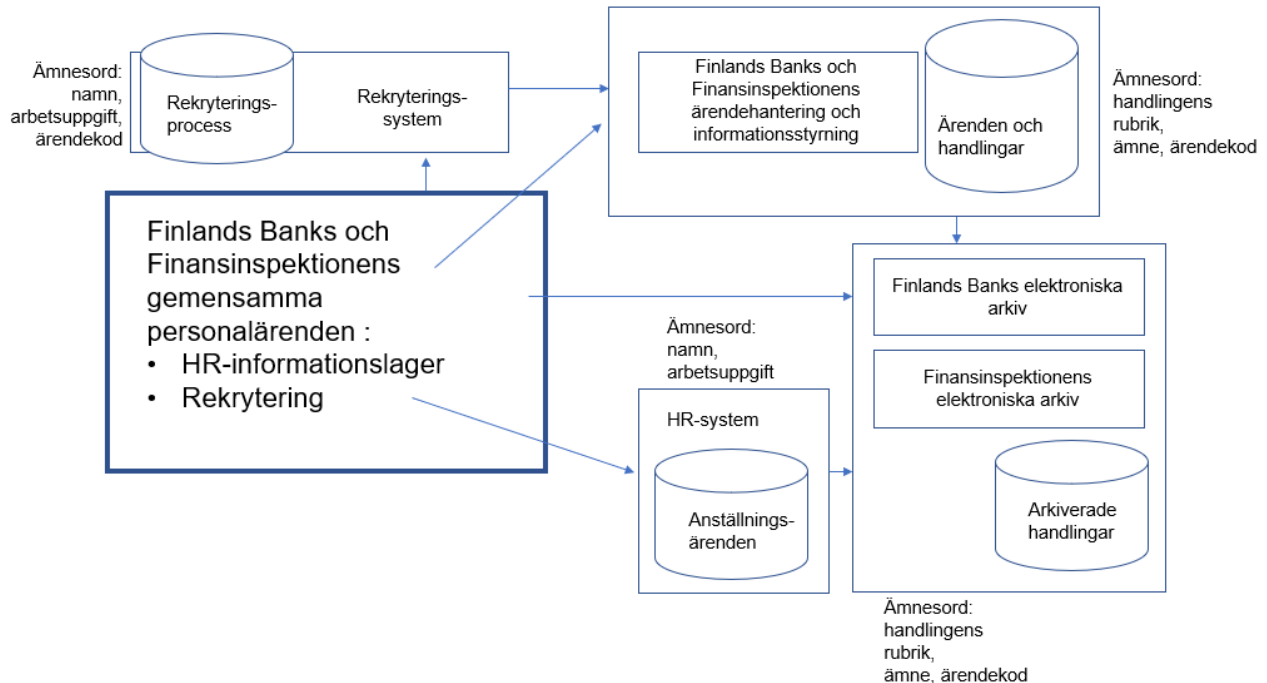 Ämnesord:
namn,
arbetsuppgift,
ärendekod
Rekryterings-
process
Rekryterings-
system
Finlands Banks och
Finansinspektionens
ärendehantering och
informationsstyrning
Ärenden och
handlingar
Ämnesord:
handlingens
rubrik,
ämne, ärendekod
Finlands Banks och
Finansinspektionens
gemensamma
personalärenden :
• HR-informationslager
• Rekrytering
Ämnesord:
namn,
arbetsuppgift
HR-system
Anställnings-
ärenden
Finlands Banks elektroniska
arkiv
Finansinspektionens
elektroniska arkiv
Arkiverade
handlingar
Ämnesord:
handlingens
rubrik,
ämne, ärendekod